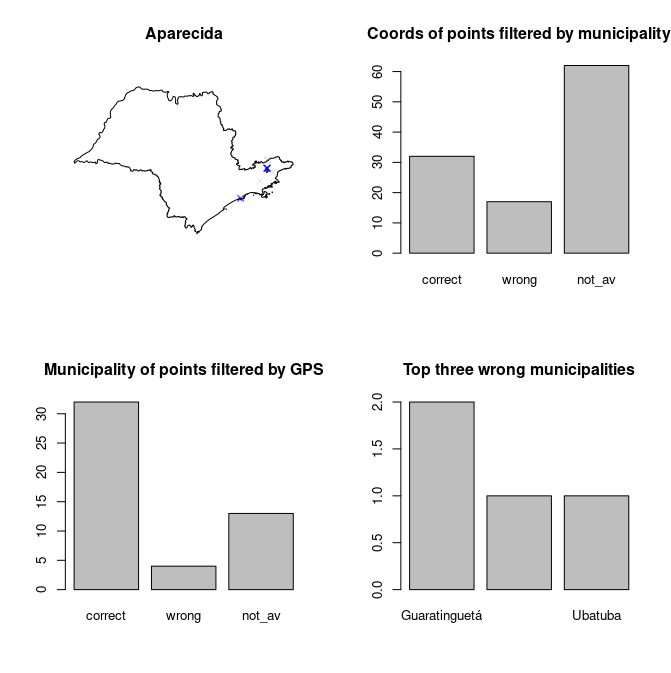 Aparecida
Coords of points filtered by municipality
60
50
40
30
20
10
0
correct wrong not_av
Municipality of points filtered by GPS
30
25
20
15
10
5
0
correct wrong not_av
Top three wrong municipalities
2.0
1.5
1.0
0.5
0.0
Guaratinguetá Ubatuba